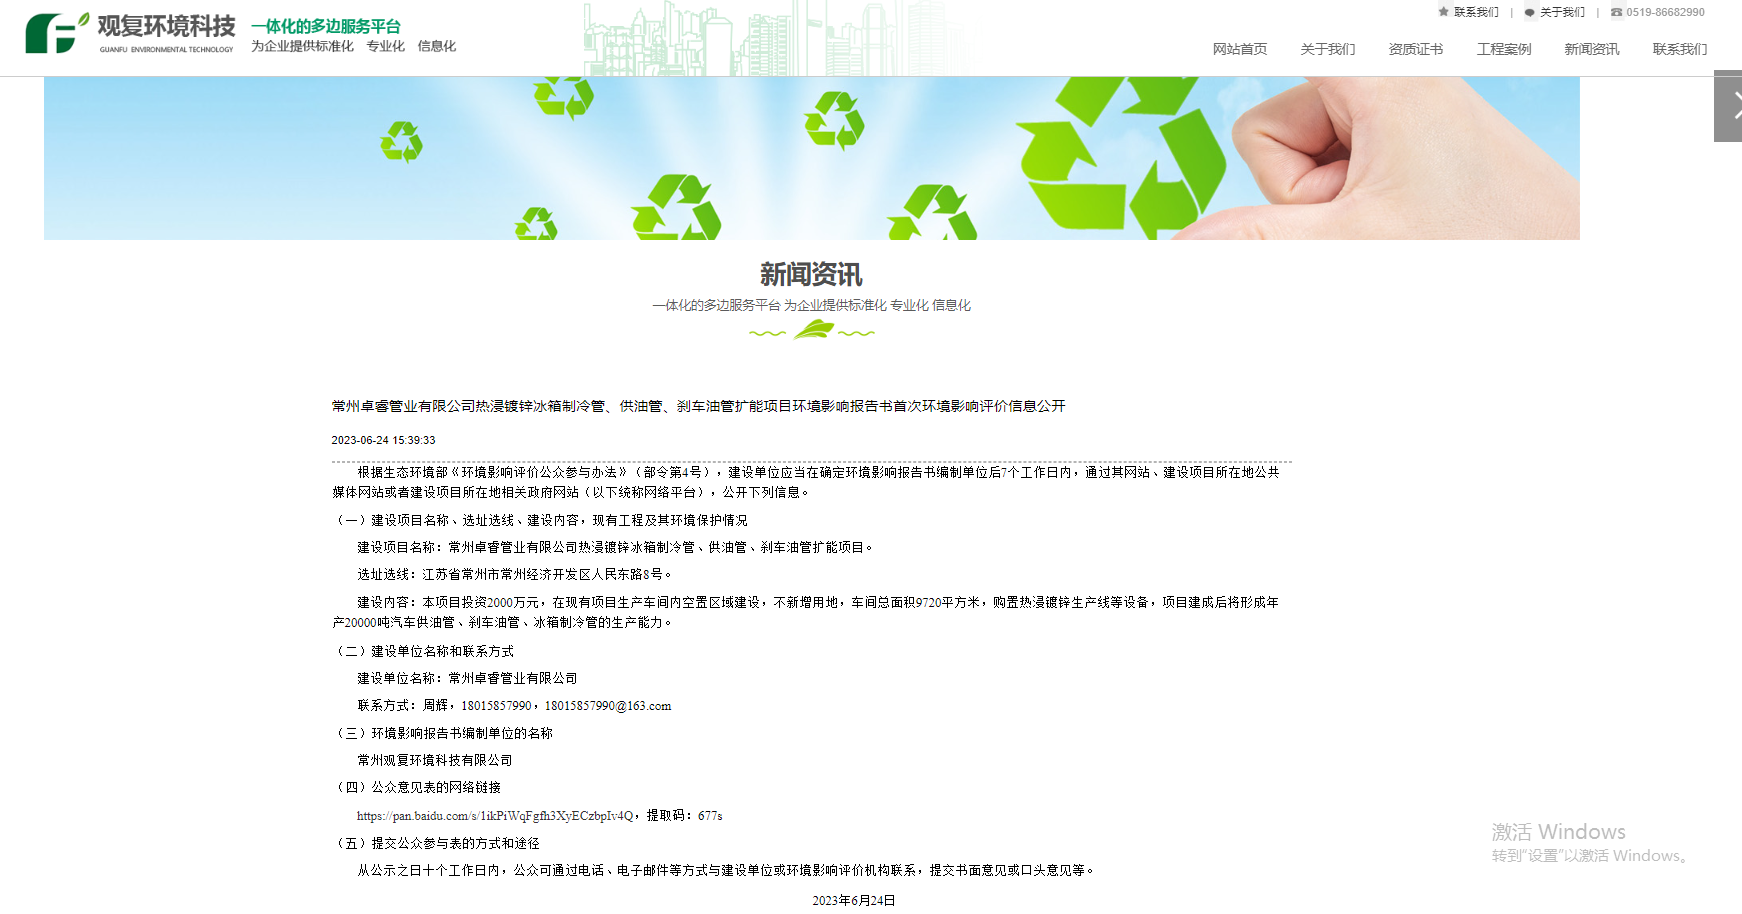 观复环境科技
GUANFU ENVIRONMENTAL TECHNOLOGY
一体化的多边服务平台
为企业提供标准化 专业化 信息化
联系我们 | 关于我们 | 0519-86682990
网站首页 关于我们 资质证书 工程案例 新闻资讯 联系我们
新闻资讯
一体化的多边服务平台 为企业提供标准化 专业化 信息化
常州卓睿管业有限公司热浸镀锌冰箱制冷管、供油管、刹车油管扩能项目环境影响报告书首次环境影响评价信息公开
2023-06-24 15:39:33
根据生态环境部《环境影响评价公众参与办法》（部令第4号），建设单位应当在确定环境影响报告书编制单位后7个工作日内，通过其网站、建设项目所在地公共
媒体网站或者建设项目所在地相关政府网站（以下统称网络平台），公开下列信息。
（一）建设项目名称、选址选线、建设内容，现有工程及其环境保护情况
建设项目名称：常州卓睿管业有限公司热浸镀锌冰箱制冷管、供油管、刹车油管扩能项目。
选址选线：江苏省常州市常州经济开发区人民东路8号。
建设内容：本项目投资2000万元，在现有项目生产车间内空置区域建设，不新增用地，车间总面积9720平方米，购置热浸镀锌生产线等设备，项目建成后将形成年
产20000吨汽车供油管、刹车油管、冰箱制冷管的生产能力。
（二）建设单位名称和联系方式
建设单位名称：常州卓睿管业有限公司
联系方式：周辉，18015857990，18015857990@163.com
（三）环境影响报告书编制单位的名称
常州观复环境科技有限公司
（四）公众意见表的网络链接
https://pan.baidu.com/s/1ikPiWqFgfh3XyECzbpIv4Q，提取码：677s
（五）提交公众参与表的方式和途径
从公示之日十个工作日内，公众可通过电话、电子邮件等方式与建设单位或环境影响评价机构联系，提交书面意见或口头意见等。
2023年6月24日
激活 Windows
转到“设置”以激活 Windows。